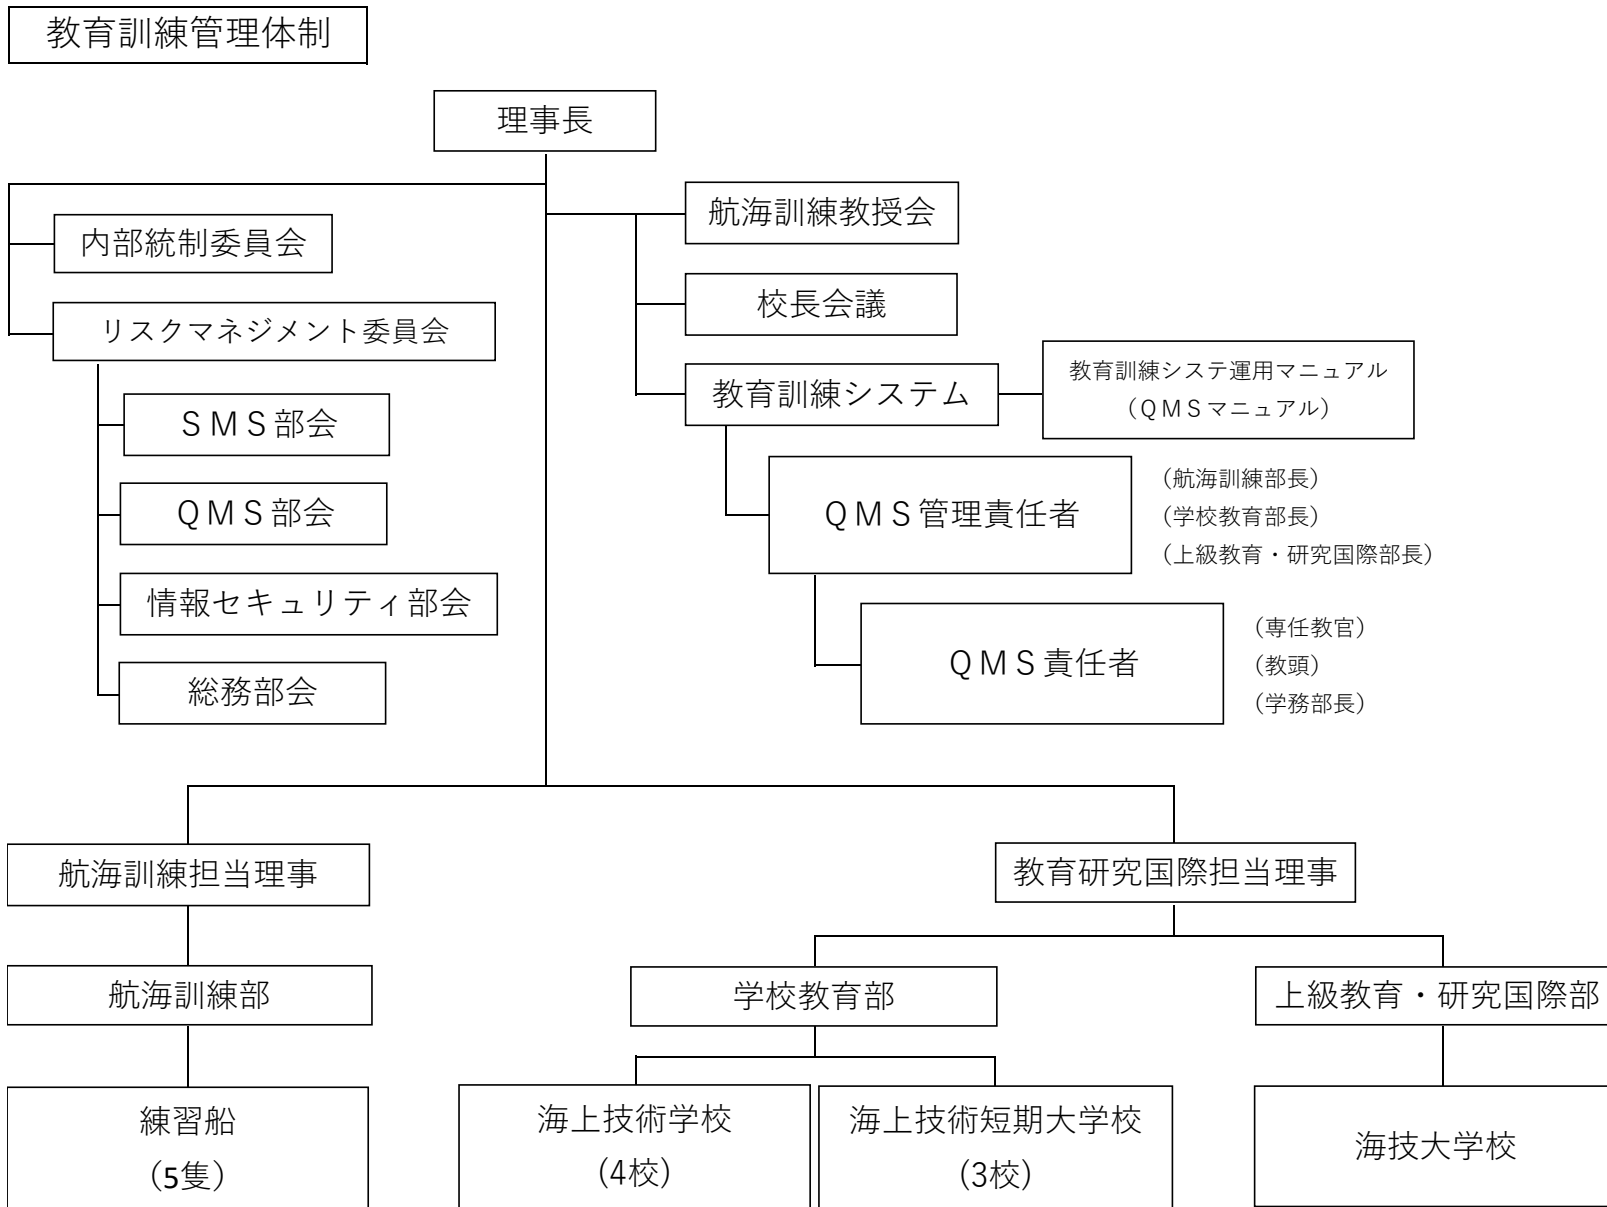 教育訓練管理体制
理事長
内部統制委員会
リスクマネジメント委員会
ＳＭＳ部会
ＱＭＳ部会
情報セキュリティ部会
総務部会
航海訓練教授会
校長会議
教育訓練システム
教育訓練システ運用マニュアル
（ＱＭＳマニュアル）
ＱＭＳ管理責任者
（航海訓練部長）
（学校教育部長）
（上級教育・研究国際部長）
ＱＭＳ責任者
（専任教官）
（教頭）
（学務部長）
航海訓練担当理事
教育研究国際担当理事
航海訓練部
学校教育部
上級教育・研究国際部
練習船
（5隻）
海上技術学校
（4校）
海上技術短期大学校
（3校）
海技大学校